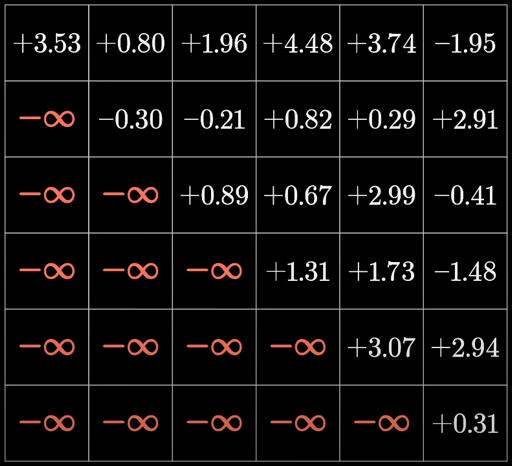 +3.53 +0.80 +1.96 +4.48 +3.74 −1.95
−∞ −0.30 −0.21 +0.82 +0.29 +2.91
−∞ −∞ +0.89 +0.67 +2.99 −0.41
−∞ −∞ −∞ +1.31 +1.73 −1.48
−∞ −∞ −∞ −∞ +3.07 +2.94
−∞ −∞ −∞ −∞ −∞ +0.31